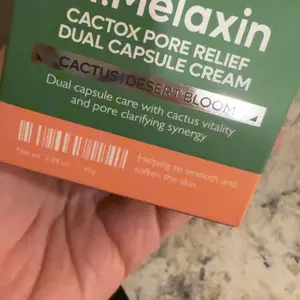 .Melaxin
CACTOX PORE RELIEF
DUAL CAPSULE CREAM
CACTUS/DESERT BLOOM
Dual capsule care with cactus vitality
and pore clarifying synergy
Helping to smooth and
soften the skin